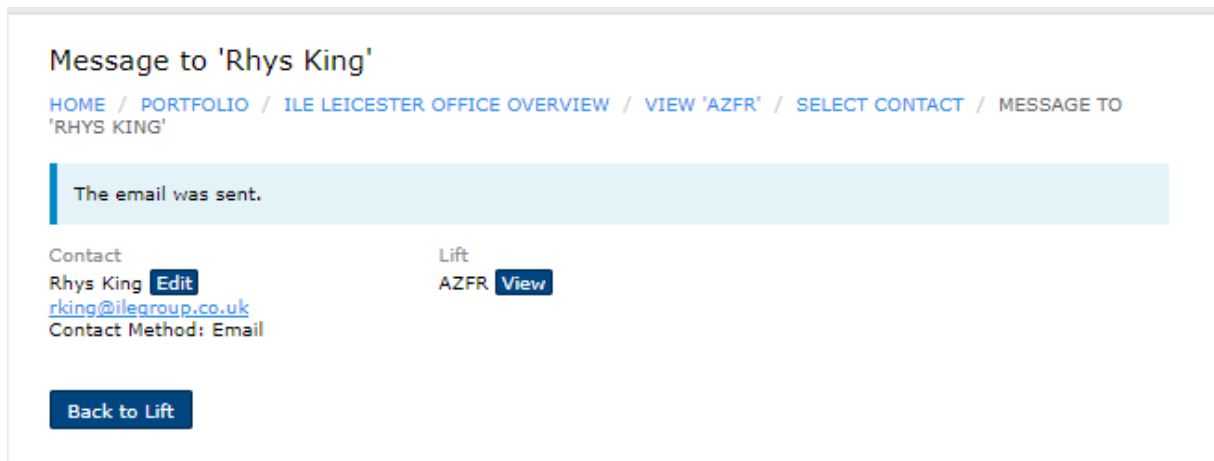 Message to 'Rhys King'
HOME / PORTFOLIO / ILE LEICESTER OFFICE OVERVIEW / VIEW 'AZFR' / SELECT CONTACT / MESSAGE TO
'RHYS KING'
The email was sent.
Contact Lift
Rhys King Edit AZFR View
rking@ilegroup.co.uk
Contact Method: Email
Back to Lift